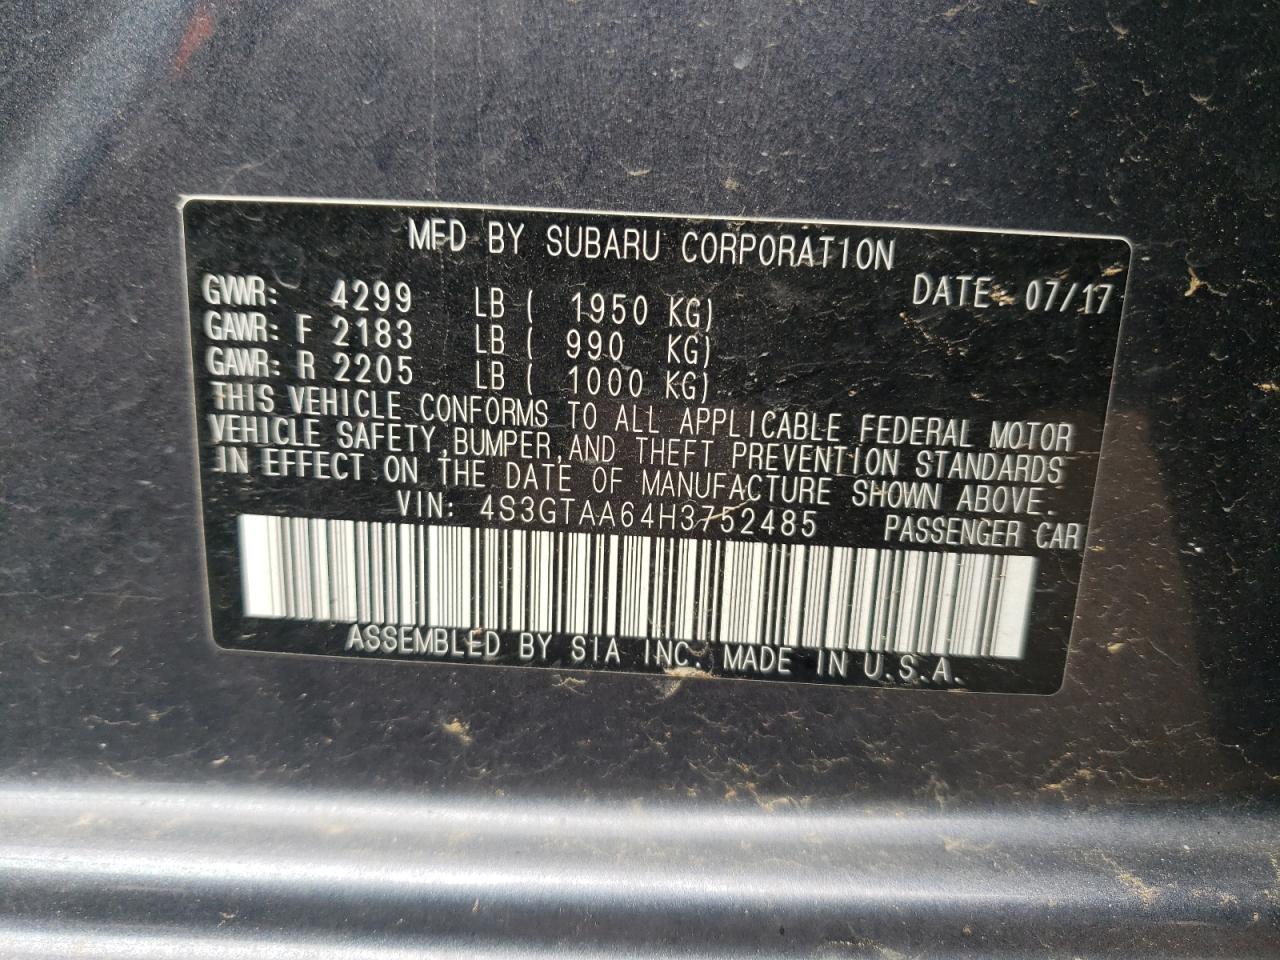 MFD BY SUBARU CORPORATION
GVWR: 4299 LB ( 1950 KG) DATE: 07/17
GAWR: F 2183 LB ( 990 KG)
GAWR: R 2205 LB ( 1000 KG)
THIS VEHICLE CONFORMS TO ALL APPLICABLE FEDERAL MOTOR
VEHICLE SAFETY,BUMPER,AND THEFT PREVENTION STANDARDS
IN EFFECT ON THE DATE OF MANUFACTURE SHOWN ABOVE.
VIN: 4S3GTAA64H3752485 PASSENGER CAR
ASSEMBLED BY SIA INC. MADE IN U.S.A.